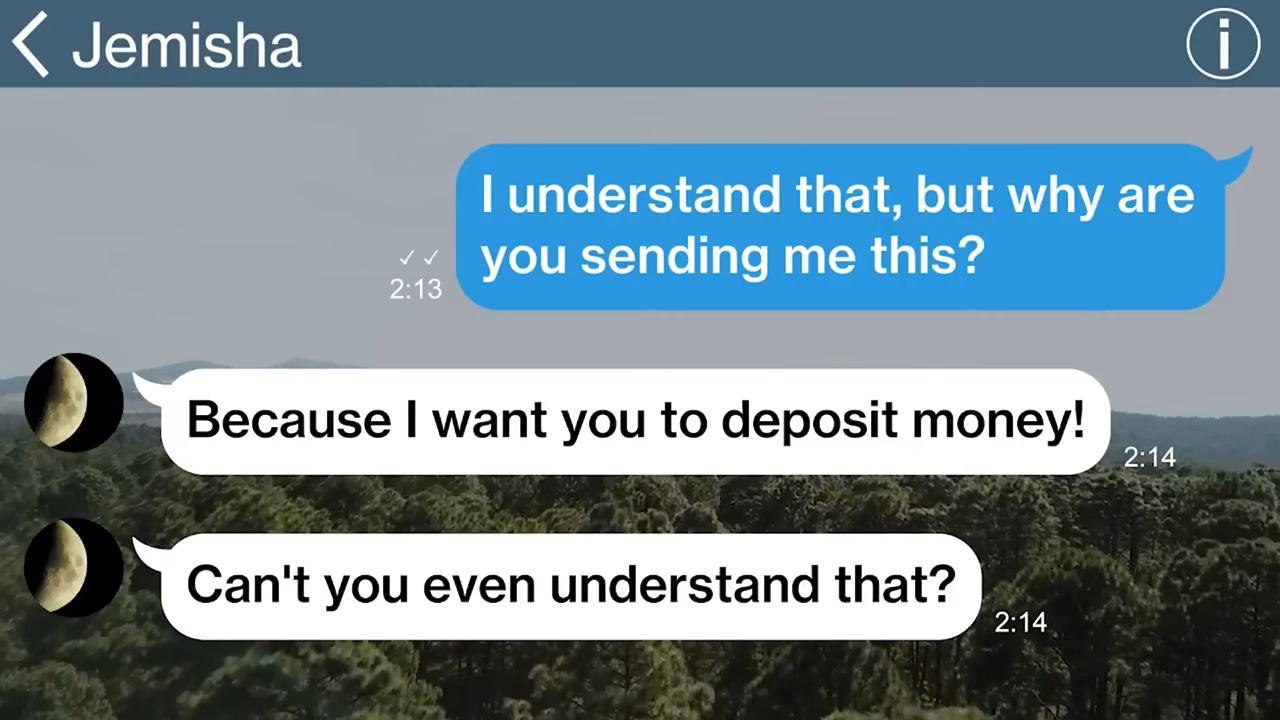 Jemisha
I understand that, but why are
you sending me this?
✓✓
2:13
Because I want you to deposit money!
2:14
Can't you even understand that?
2:14